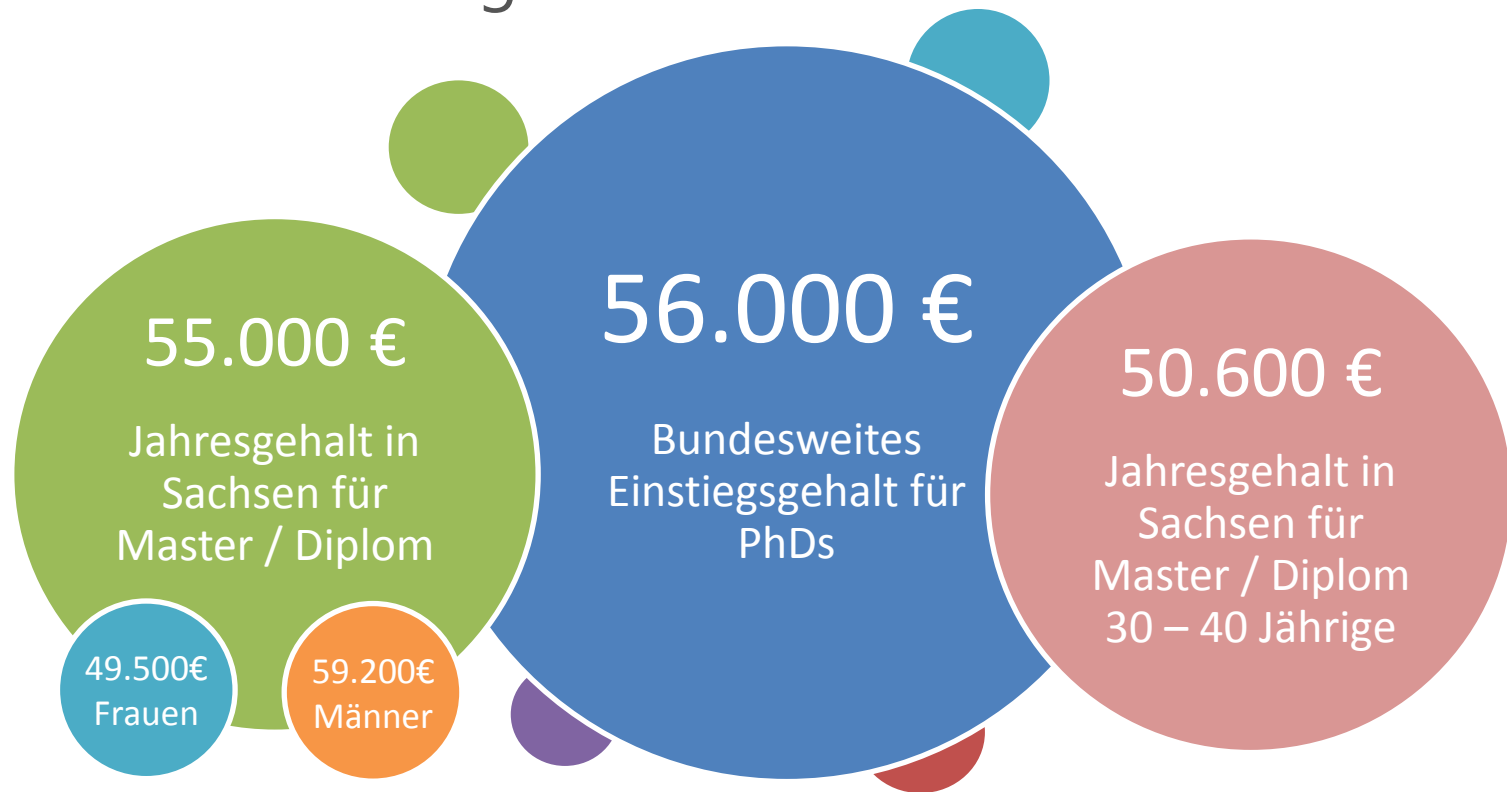 55.000 €
Jahresgehalt in
Sachsen für
Master / Diplom
49.500€
Frauen
59.200€
Männer
56.000 €
Bundesweites
Einstiegsgehalt für
PhDs
50.600 €
Jahresgehalt in
Sachsen für
Master / Diplom
30 – 40 Jährige